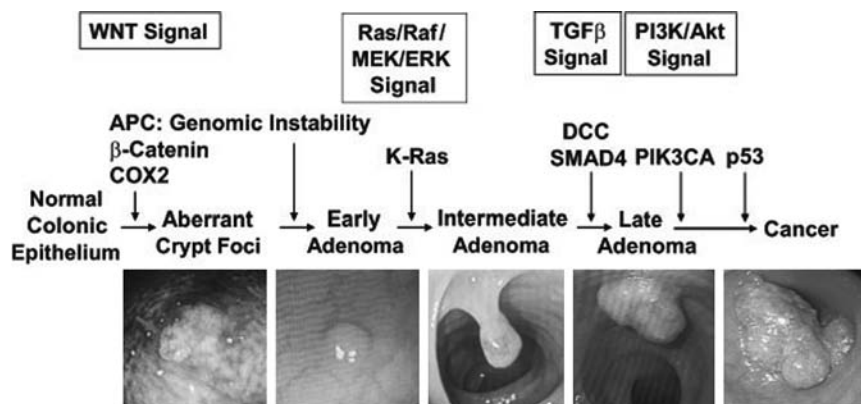 WNT Signal
Ras/Raf/
MEK/ERK
Signal
TGFβ
Signal
PI3K/Akt
Signal
APC: Genomic Instability
β-Catenin
COX2
K-Ras
DCC
SMAD4
PIK3CA
p53
Normal
Colonic
Epithelium
Aberrant
Crypt Foci
Early
Adenoma
Intermediate
Adenoma
Late
Adenoma
Cancer